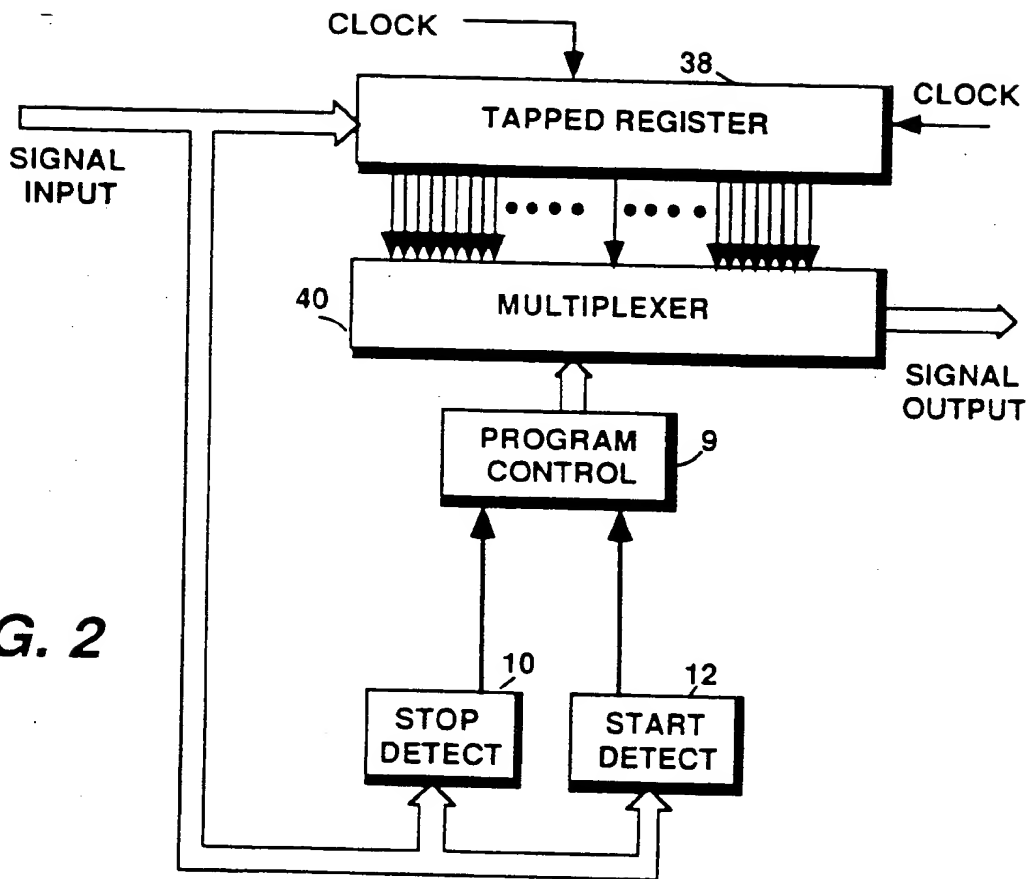 CLOCK
38
TAPPED REGISTER
CLOCK
SIGNAL
INPUT
40
MULTIPLEXER
SIGNAL
OUTPUT
PROGRAM
CONTROL
9
G. 2
10
12
STOP
DETECT
START
DETECT